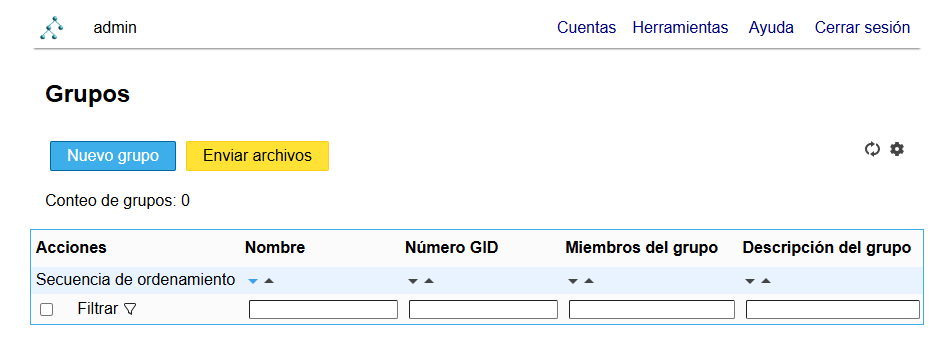 admin Cuentas Herramientas Ayuda Cerrar sesión
Grupos
Nuevo grupo Enviar archivos
Conteo de grupos: 0
Acciones Nombre Número GID Miembros del grupo Descripción del grupo
Secuencia de ordenamiento
Filtrar